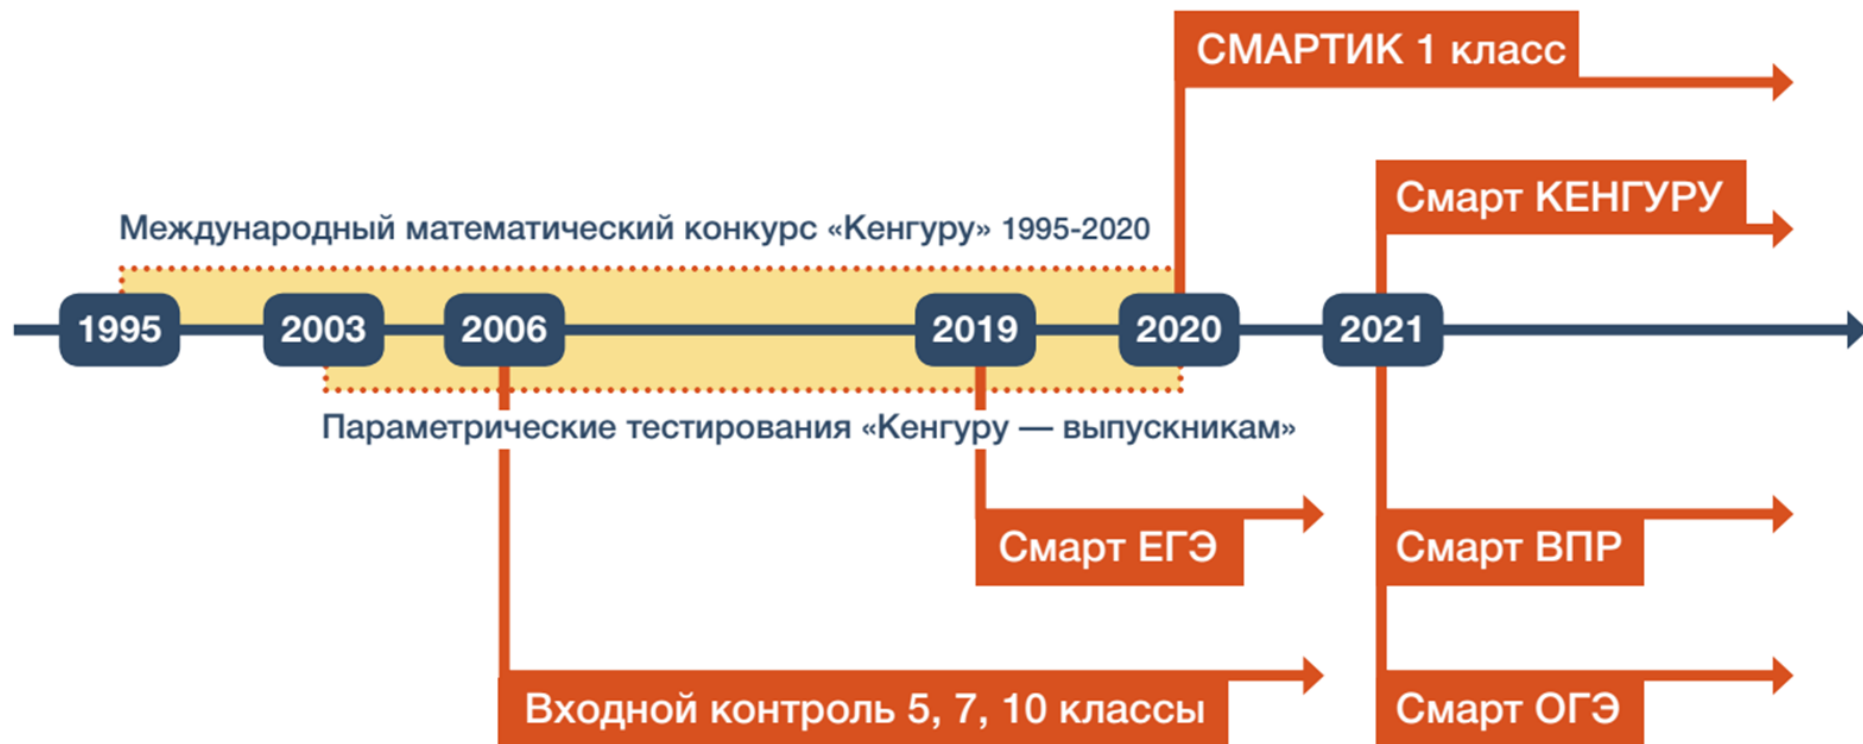 СМАРТИК 1 класс
Смарт КЕНГУРУ
Международный математический конкурс «Кенгуру» 1995-2020
1995
2003
2006
2019
2020
2021
Параметрические тестирования «Кенгуру — выпускникам»
Смарт ЕГЭ
Смарт ВПР
Входной контроль 5, 7, 10 классы
Смарт ОГЭ